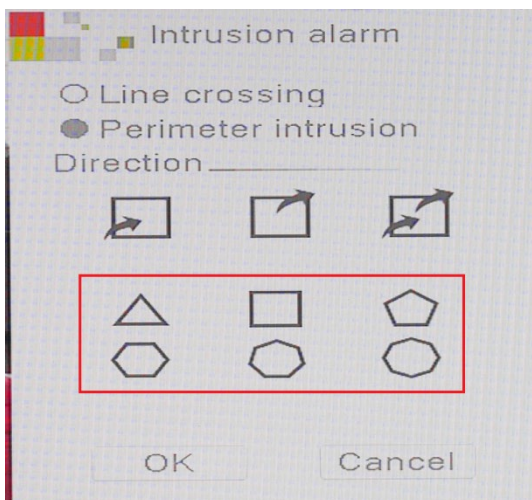 Intrusion alarm
Line crossing
Perimeter intrusion
Direction
OK
Cancel